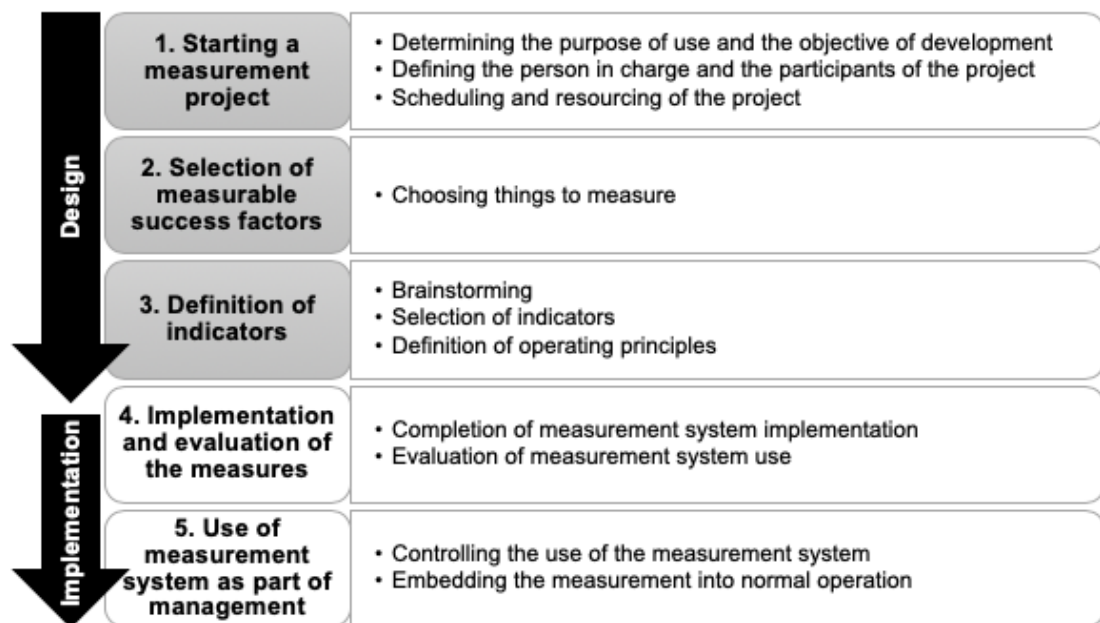 Design
1. Starting a
measurement
project
• Determining the purpose of use and the objective of development
• Defining the person in charge and the participants of the project
• Scheduling and resourcing of the project
2. Selection of
measurable
success factors
• Choosing things to measure
3. Definition of
indicators
• Brainstorming
• Selection of indicators
• Definition of operating principles
Implementation
4. Implementation
and evaluation of
the measures
• Completion of measurement system implementation
• Evaluation of measurement system use
5. Use of
measurement
system as part of
management
• Controlling the use of the measurement system
• Embedding the measurement into normal operation